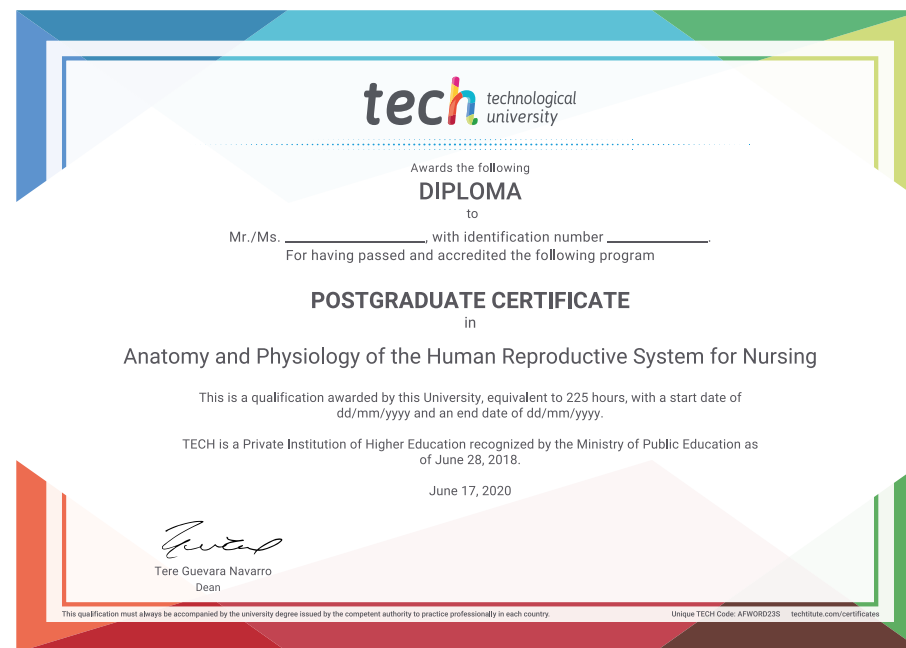 tech technological
university
Awards the following
DIPLOMA
to
Mr./Ms. ____________________, with identification number ______________.
For having passed and accredited the following program
POSTGRADUATE CERTIFICATE
in
Anatomy and Physiology of the Human Reproductive System for Nursing
This is a qualification awarded by this University, equivalent to 225 hours, with a start date of
dd/mm/yyyy and an end date of dd/mm/yyyy.
TECH is a Private Institution of Higher Education recognized by the Ministry of Public Education as
of June 28, 2018.
June 17, 2020
Tere Guevara Navarro
Dean
This qualification must always be accompanied by the university degree issued by the competent authority to practice professionally in each country. Unique TECH Code: AFWORD23S techtitute.com/certificates